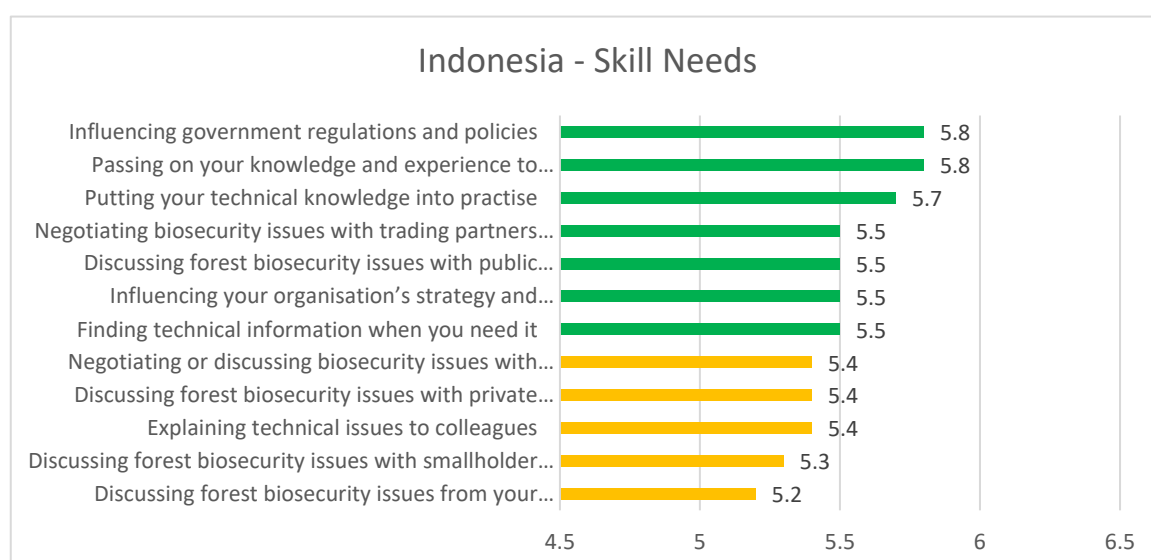 Indonesia - Skill Needs
Influencing government regulations and policies 5.8
Passing on your knowledge and experience to... 5.8
Putting your technical knowledge into practise 5.7
Negotiating biosecurity issues with trading partners... 5.5
Discussing forest biosecurity issues with public... 5.5
Influencing your organisation’s strategy and... 5.5
Finding technical information when you need it 5.5
Negotiating or discussing biosecurity issues with... 5.4
Discussing forest biosecurity issues with private... 5.4
Explaining technical issues to colleagues 5.4
Discussing forest biosecurity issues with smallholder... 5.3
Discussing forest biosecurity issues from your... 5.2
4.5 5 5.5 6 6.5